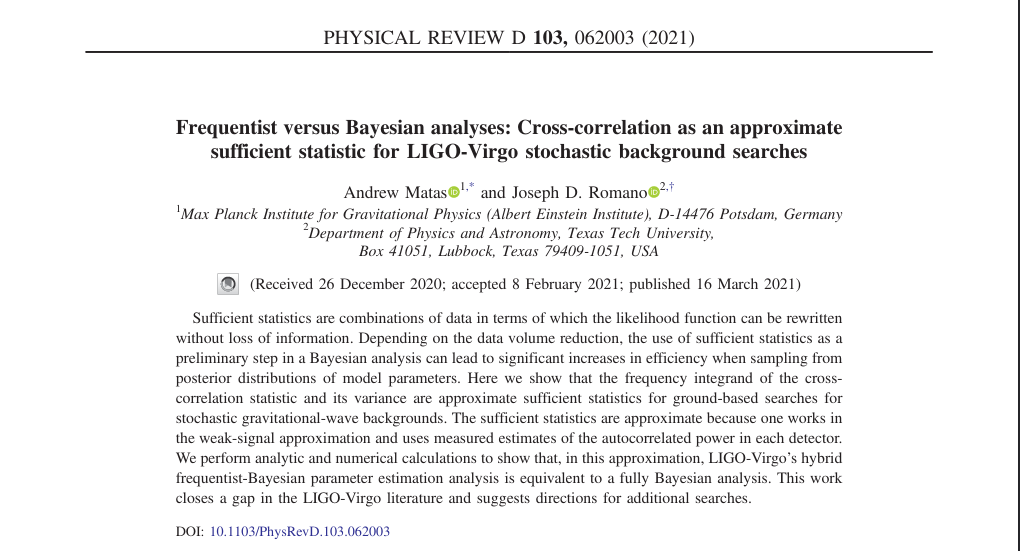 PHYSICAL REVIEW D 103, 062003 (2021)
Frequentist versus Bayesian analyses: Cross-correlation as an approximate
sufficient statistic for LIGO-Virgo stochastic background searches
Andrew Matas 1,* and Joseph D. Romano 2,†
1Max Planck Institute for Gravitational Physics (Albert Einstein Institute), D-14476 Potsdam, Germany
2Department of Physics and Astronomy, Texas Tech University,
Box 41051, Lubbock, Texas 79409-1051, USA
(Received 26 December 2020; accepted 8 February 2021; published 16 March 2021)
Sufficient statistics are combinations of data in terms of which the likelihood function can be rewritten
without loss of information. Depending on the data volume reduction, the use of sufficient statistics as a
preliminary step in a Bayesian analysis can lead to significant increases in efficiency when sampling from
posterior distributions of model parameters. Here we show that the frequency integrand of the cross-
correlation statistic and its variance are approximate sufficient statistics for ground-based searches for
stochastic gravitational-wave backgrounds. The sufficient statistics are approximate because one works in
the weak-signal approximation and uses measured estimates of the autocorrelated power in each detector.
We perform analytic and numerical calculations to show that, in this approximation, LIGO-Virgo's hybrid
frequentist-Bayesian parameter estimation analysis is equivalent to a fully Bayesian analysis. This work
closes a gap in the LIGO-Virgo literature and suggests directions for additional searches.
DOI: 10.1103/PhysRevD.103.062003